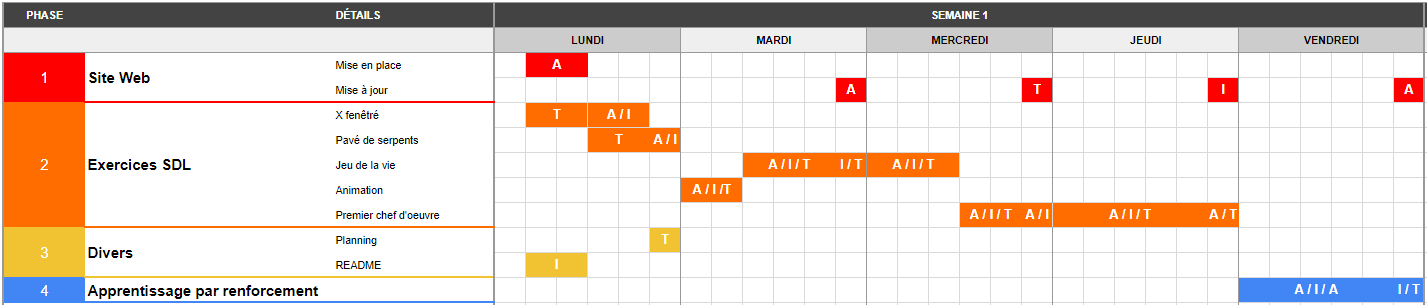 PHASE DÉTAILS SEMAINE 1
LUNDI MARDI MERCREDI JEUDI VENDREDI
1 Site Web Mise en place A
Mise à jour A T I A
2 Exercices SDL X fenêtré T A / I
Pavé de serpents T A / I
Jeu de la vie A / I / T I / T A / I / T
Animation A / I /T
Premier chef d'oeuvre A / I / T A / I A / I / T A / T
3 Divers Planning T
README I
4 Apprentissage par renforcement A / I / A I / T